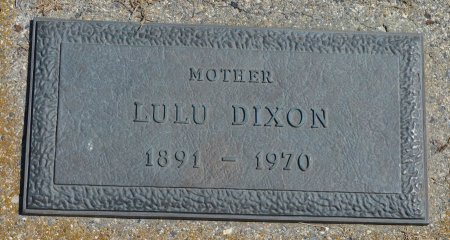 MOTHER
LULU DIXON
1891 - 1970